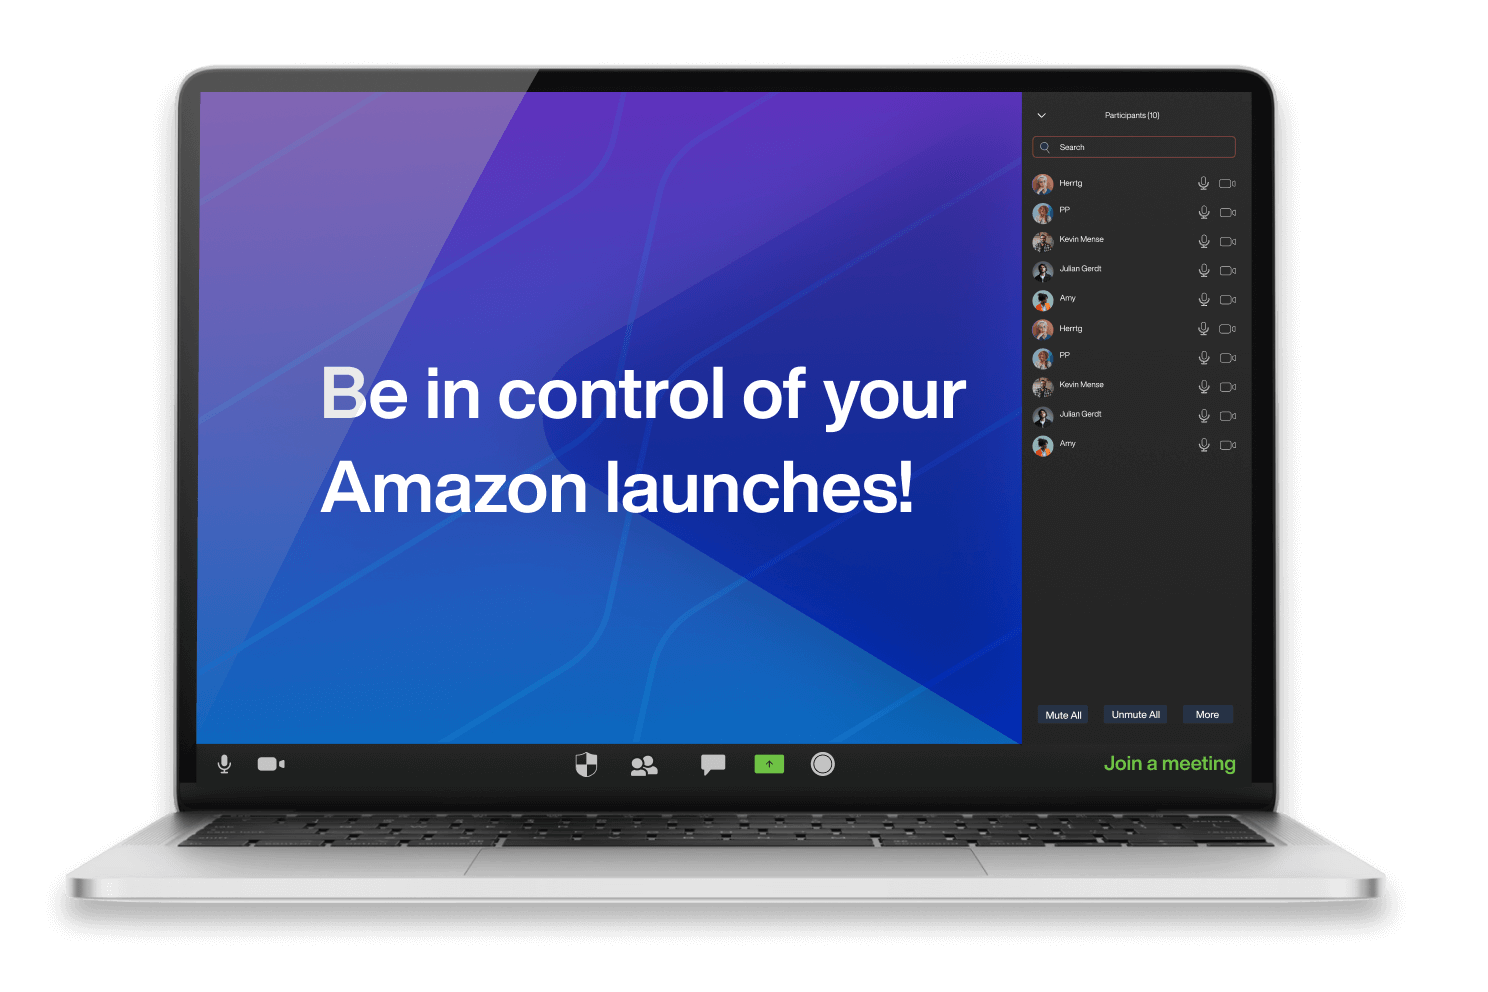 Participants (10)
Search
Herrtg
PP
Kevin Mense
Julian Gerdt
Amy
Herrtg
PP
Kevin Mense
Julian Gerdt
Amy
Be in control of your
Amazon launches!
Mute All
Unmute All
More
Join a meeting